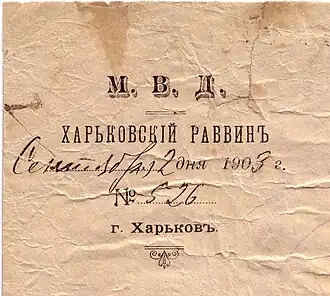 М. В. Д.
ХАРЬКОВСКІЙ РАВВИНЪ
Сентября 2 дня 1903 г.
№ 526
г. Харьковъ.